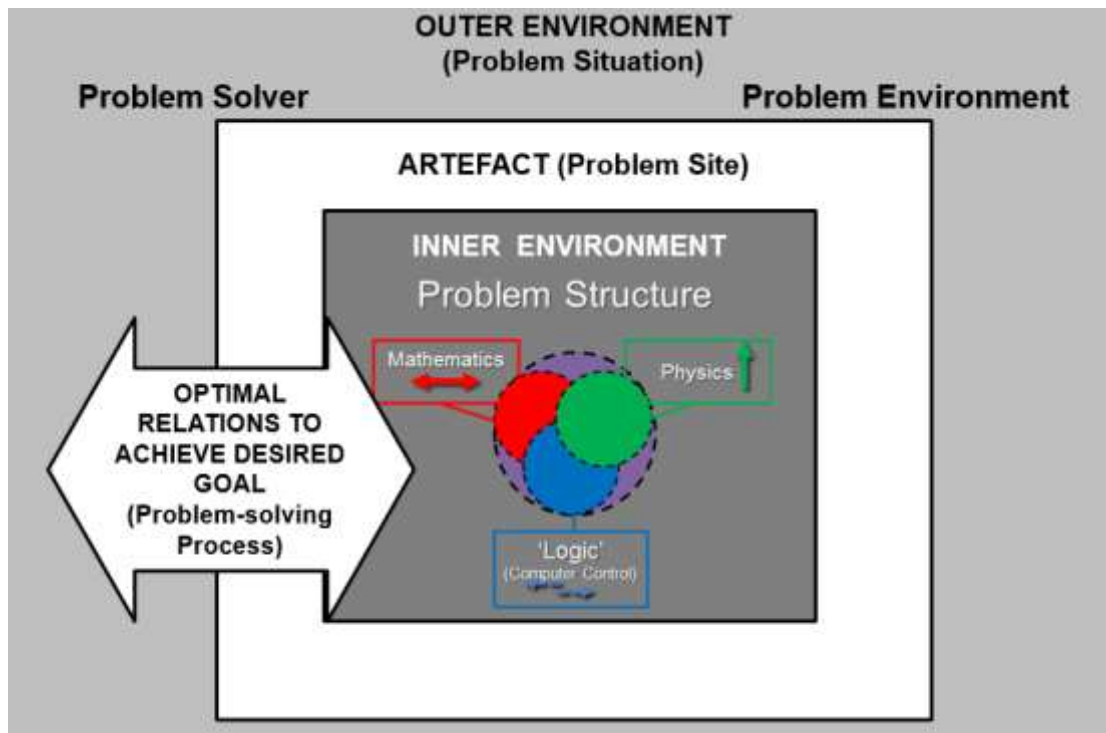 OUTER ENVIRONMENT
(Problem Situation)
Problem Solver
Problem Environment
ARTEFACT (Problem Site)
INNER ENVIRONMENT
Problem Structure
Mathematics
Physics
OPTIMAL
RELATIONS TO
ACHIEVE DESIRED
GOAL
(Problem-solving
Process)
'Logic'
(Computer Control)